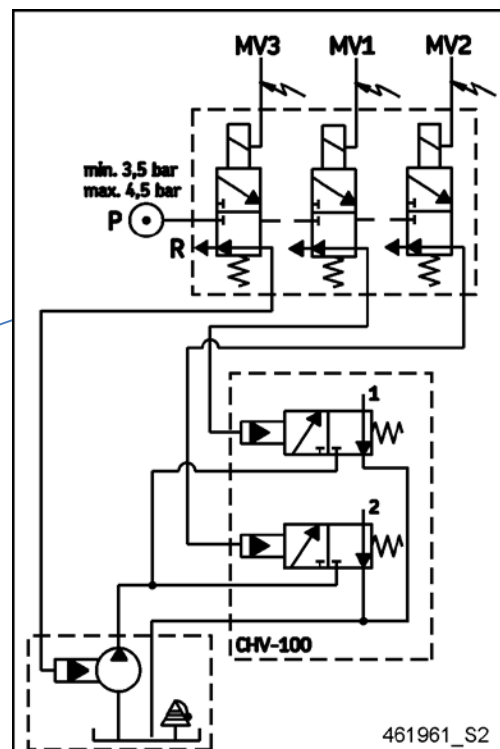 MV3 MV1 MV2
min. 3,5 bar
max. 4,5 bar
P
R
1
2
CHV-100
461961_S2